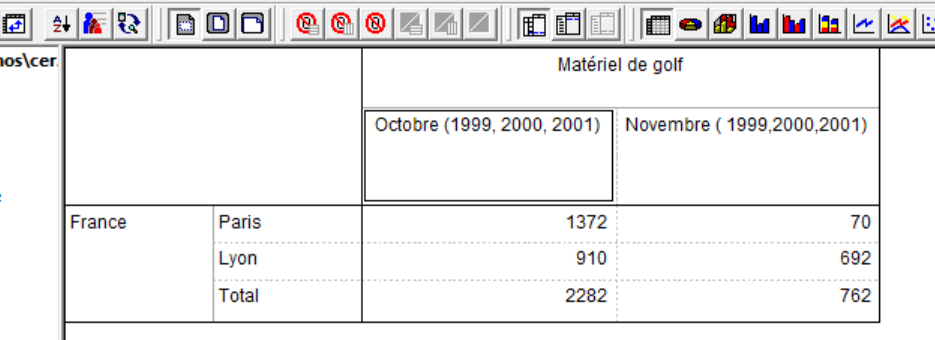 nos\cer.
Matériel de golf
Octobre (1999, 2000, 2001) Novembre ( 1999,2000,2001)
France Paris 1372 70
Lyon 910 692
Total 2282 762